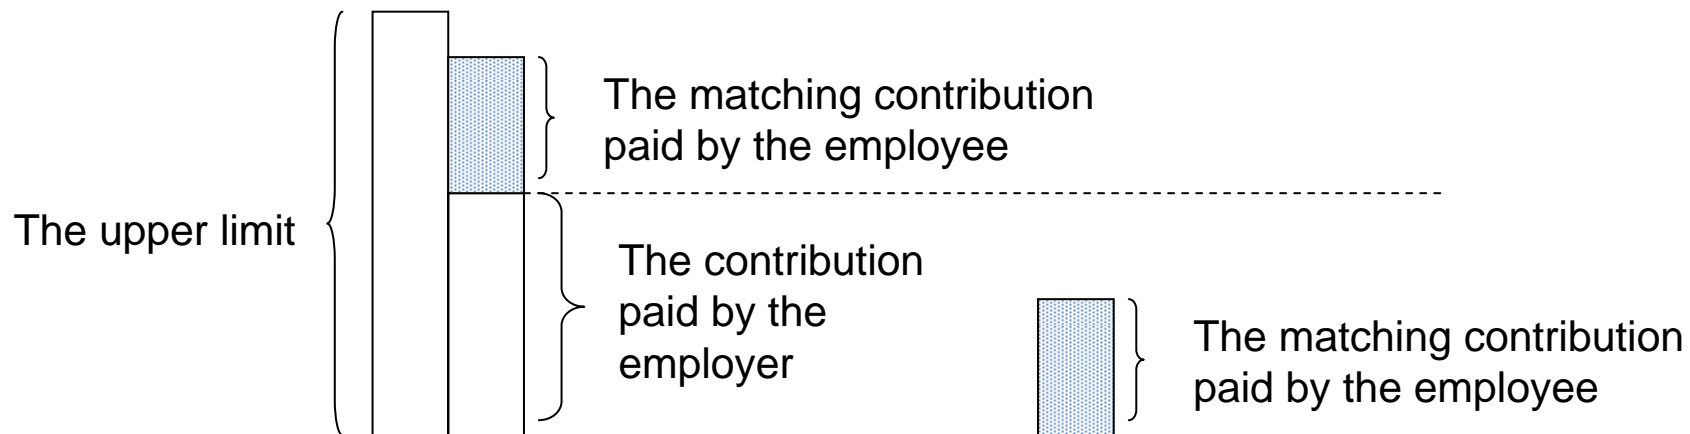 The matching contribution
paid by the employee
The upper limit
The contribution
paid by the
employer
The matching contribution
paid by the employee